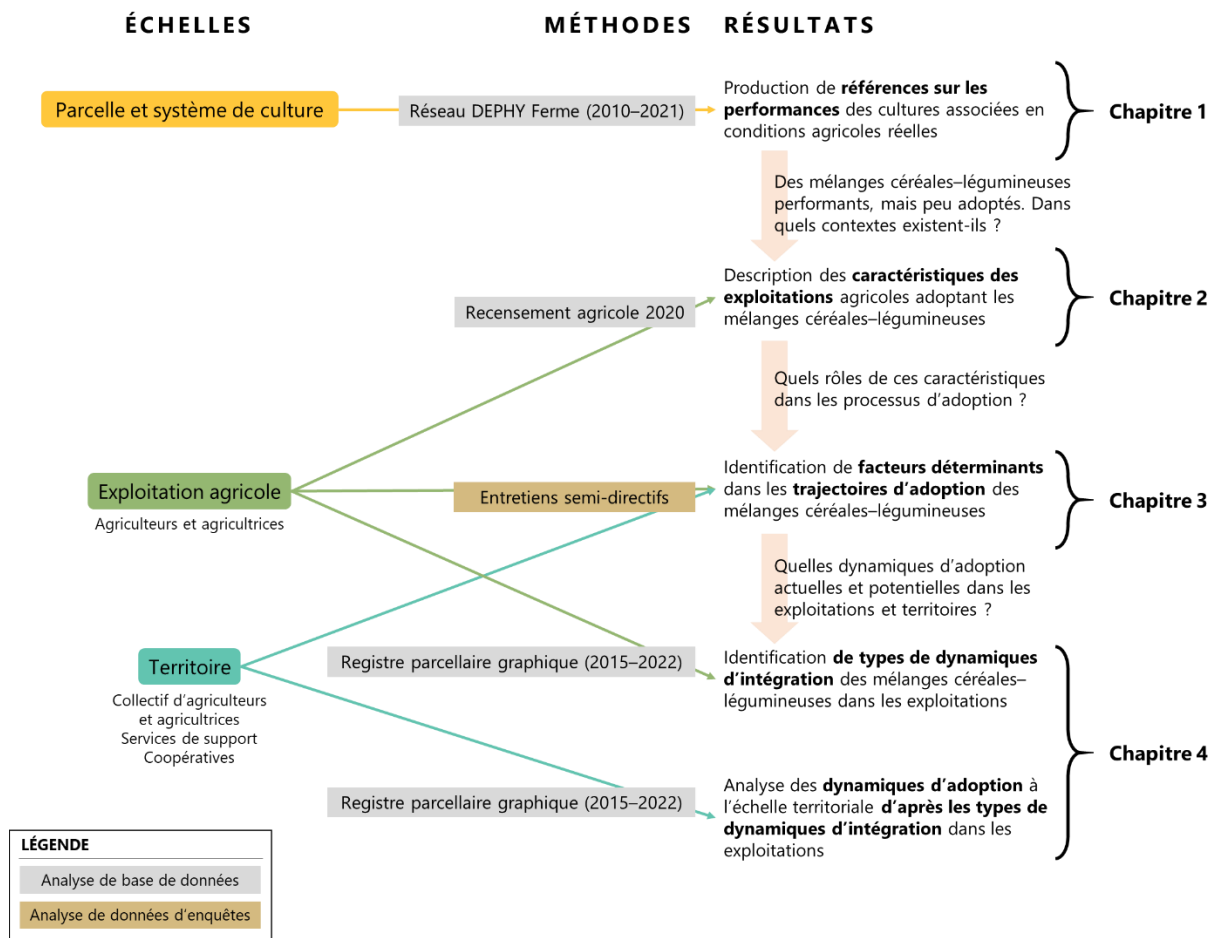 ÉCHELLES
MÉTHODES
RÉSULTATS
Parcelle et système de culture
Réseau DEPHY Ferme (2010–2021)
Production de références sur les
performances des cultures associées en
conditions agricoles réelles
Chapitre 1
Des mélanges céréales–légumineuses
performants, mais peu adoptés. Dans
quels contextes existent-ils ?
Recensement agricole 2020
Description des caractéristiques des
exploitations agricoles adoptant les
mélanges céréales–légumineuses
Chapitre 2
Quels rôles de ces caractéristiques
dans les processus d’adoption ?
Exploitation agricole
Agriculteurs et agricultrices
Entretiens semi-directifs
Identification de facteurs déterminants
dans les trajectoires d’adoption des
mélanges céréales–légumineuses
Chapitre 3
Quelles dynamiques d’adoption
actuelles et potentielles dans les
exploitations et territoires ?
Territoire
Collectif d’agriculteurs
et agricultrices
Services de support
Coopératives
Registre parcellaire graphique (2015–2022)
Identification de types de dynamiques
d’intégration des mélanges céréales–
légumineuses dans les exploitations
Chapitre 4
Registre parcellaire graphique (2015–2022)
Analyse des dynamiques d’adoption à
l’échelle territoriale d’après les types de
dynamiques d’intégration dans les
exploitations
LÉGENDE
Analyse de base de données
Analyse de données d’enquêtes